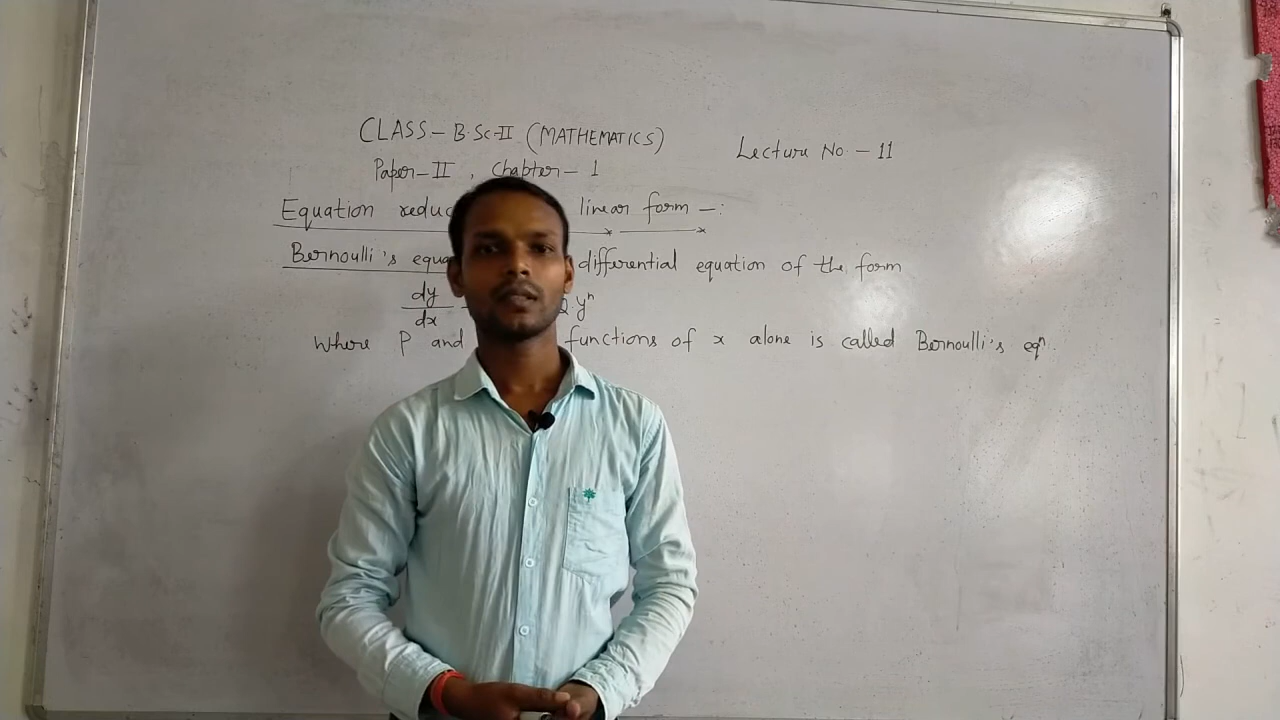 CLASS - B.Sc-II (MATHEMATICS)
Lecture No. - 11
Paper-II , Chapter - 1
Equation reduc linear form -:
Bernoulli's equa differential equation of the form
dy/dx Q yⁿ
Where P and functions of x alone is called Bernoulli's eqⁿ.